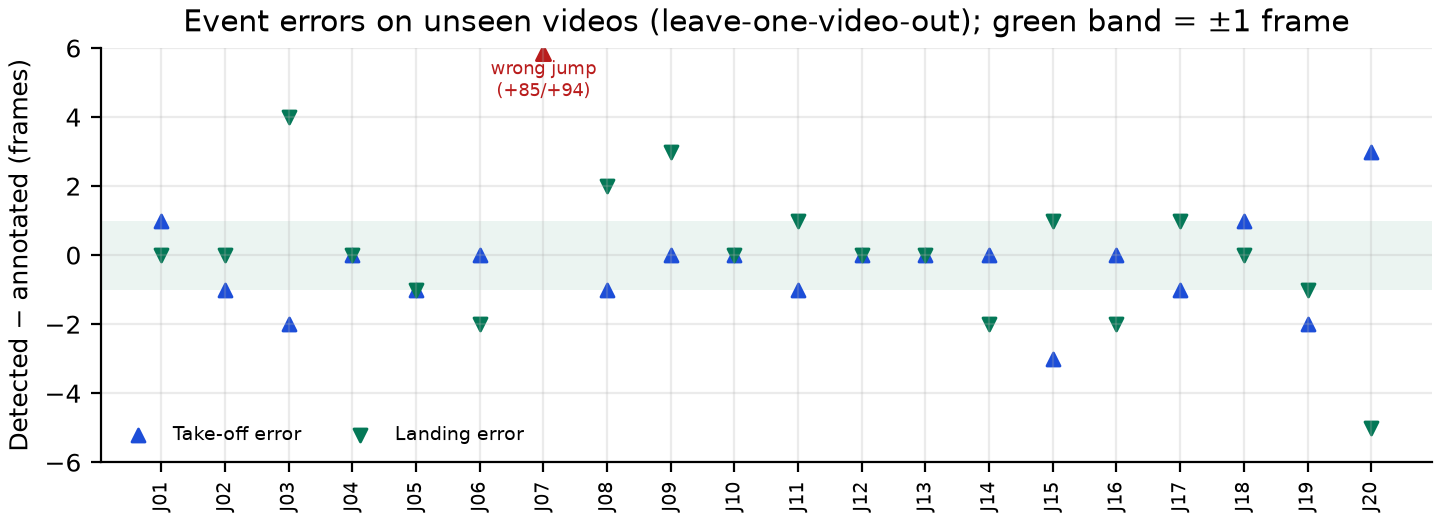 Event errors on unseen videos (leave-one-video-out); green band = ±1 frame
Detected − annotated (frames)
6
4
2
0
−2
−4
−6
wrong jump
(+85/+94)
Take-off error
Landing error
J01
J02
J03
J04
J05
J06
J07
J08
J09
J10
J11
J12
J13
J14
J15
J16
J17
J18
J19
J20